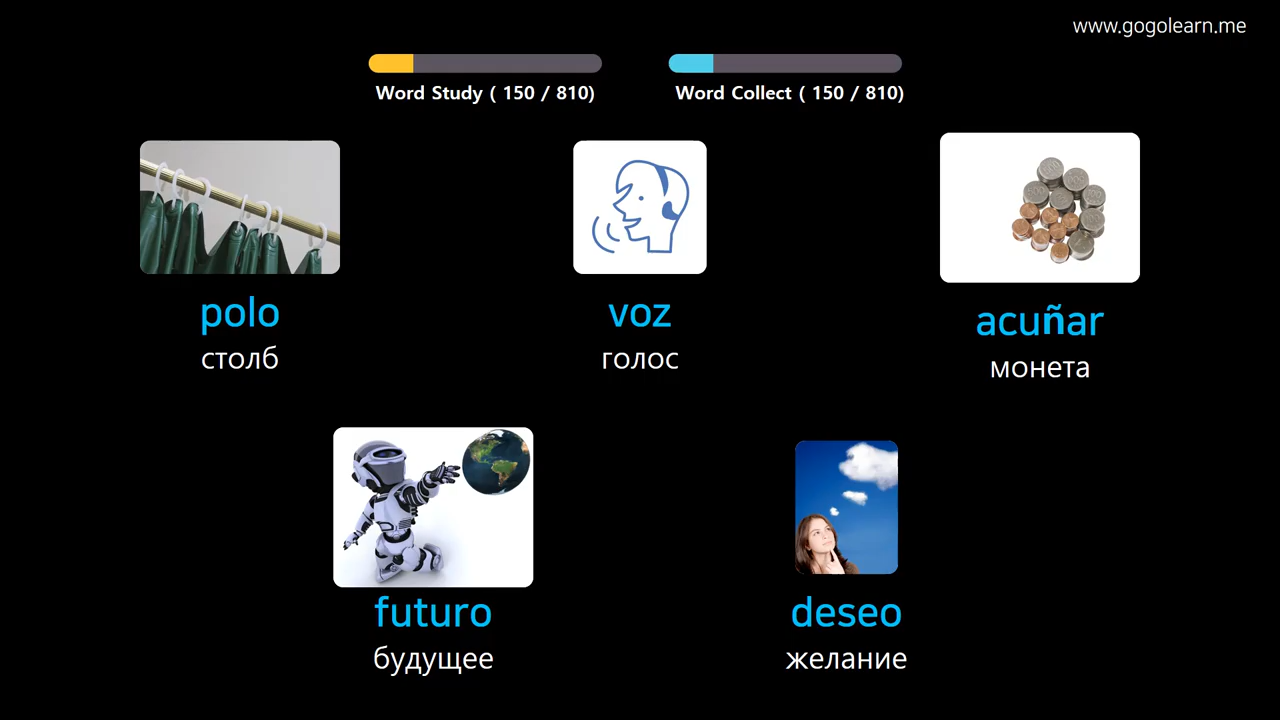 www.gogolearn.me
Word Study ( 150 / 810)
Word Collect ( 150 / 810)
polo
столб
voz
голос
acuñar
монета
futuro
будущее
deseo
желание